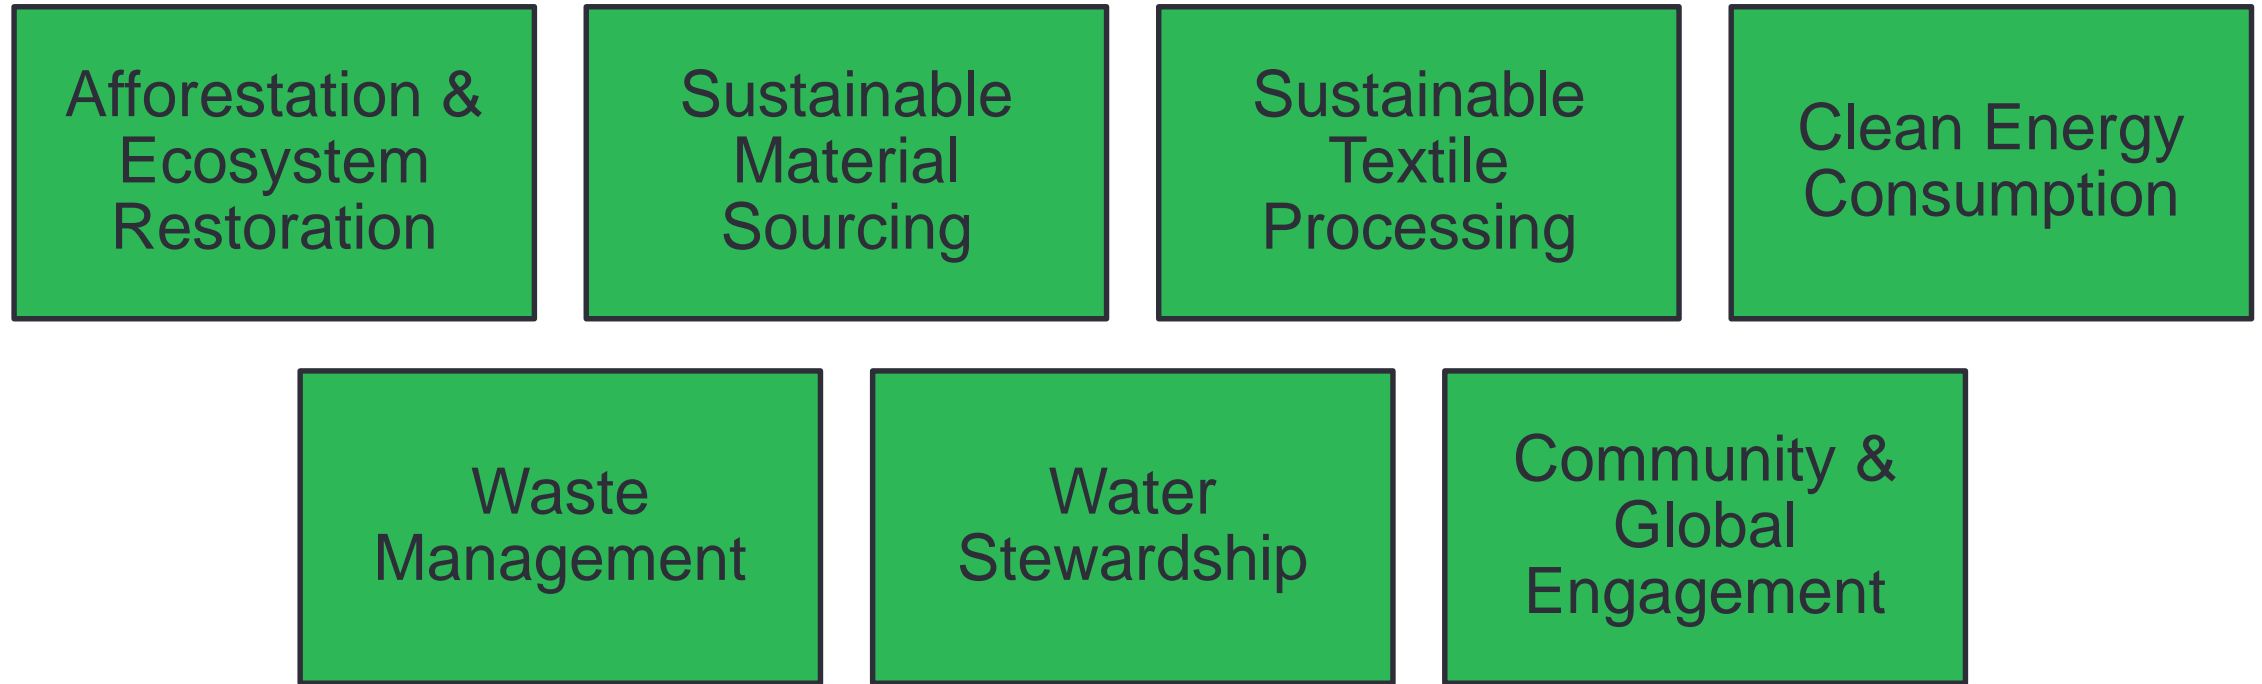 Afforestation &
Ecosystem
Restoration
Sustainable
Material
Sourcing
Sustainable
Textile
Processing
Clean Energy
Consumption
Waste
Management
Water
Stewardship
Community &
Global
Engagement